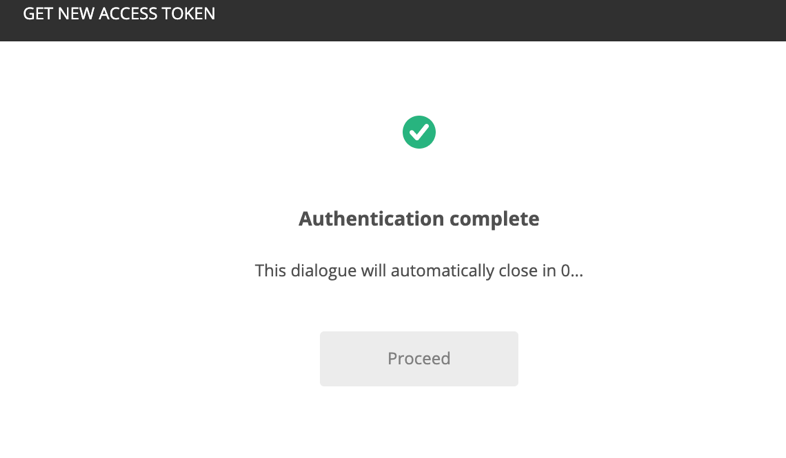 GET NEW ACCESS TOKEN
Authentication complete
This dialogue will automatically close in 0...
Proceed